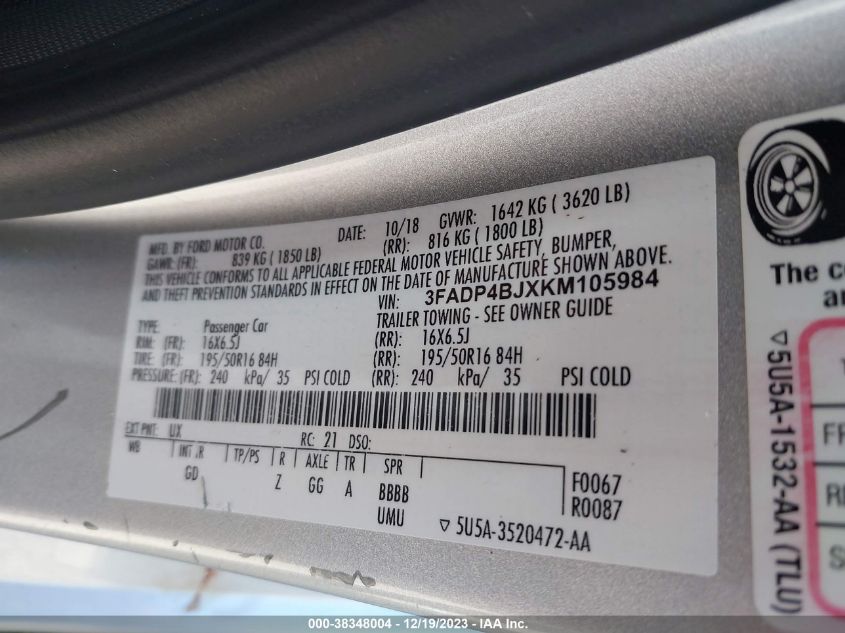 MFD. BY FORD MOTOR CO.
DATE: 10/18 GVWR: 1642 KG ( 3620 LB)
GAWR: (FR): 839 KG ( 1850 LB) (RR): 816 KG ( 1800 LB)
THIS VEHICLE CONFORMS TO ALL APPLICABLE FEDERAL MOTOR VEHICLE SAFETY, BUMPER,
AND THEFT PREVENTION STANDARDS IN EFFECT ON THE DATE OF MANUFACTURE SHOWN ABOVE.
VIN: 3FADP4BJXKM105984
TYPE: Passenger Car TRAILER TOWING - SEE OWNER GUIDE
RIM: (FR): 16X6.5J (RR): 16X6.5J
TIRE: (FR): 195/50R16 84H (RR): 195/50R16 84H
PRESSURE: (FR): 240 kPa/ 35 PSI COLD (RR): 240 kPa/ 35 PSI COLD
EXT PNT: UX RC: 21 DSO:
WB INT TR TP/PS R AXLE TR SPR
GD Z GG A BBBB
UMU
F0067
R0087
▽ 5U5A-3520472-AA
The co
an
▽5U5A-1532-AA (TLU)
FR
000-38348004 - 12/19/2023 - IAA Inc.